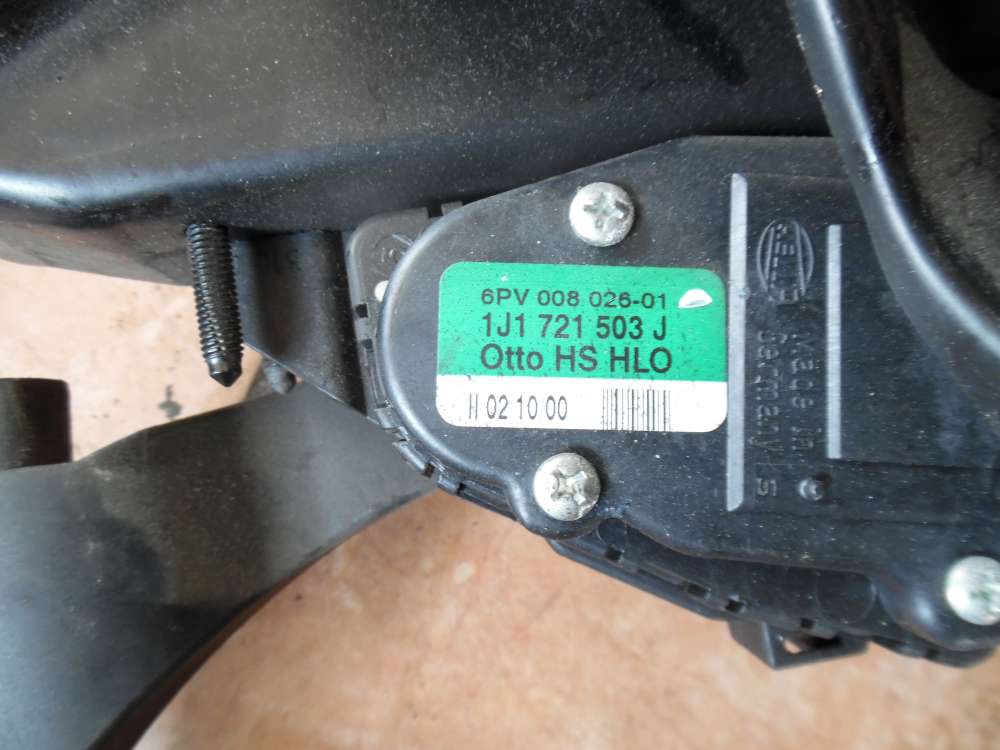 6PV 008 026-01
1J1 721 503 J
Otto HS HLO
H 02 10 00
HELLA
Made in
Germany